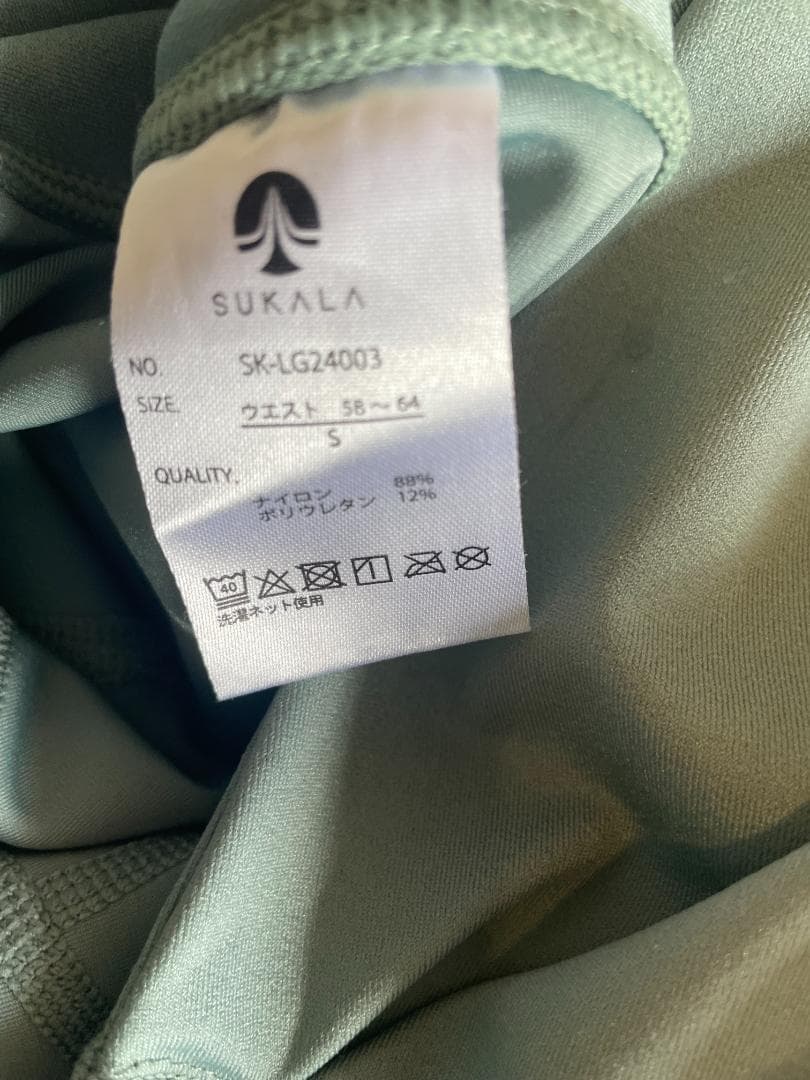 SUKALA
NO. SK-LG24003
SIZE. ウエスト 58～64
S
QUALITY.
ナイロン 88%
ポリウレタン 12%
40
洗濯ネット使用